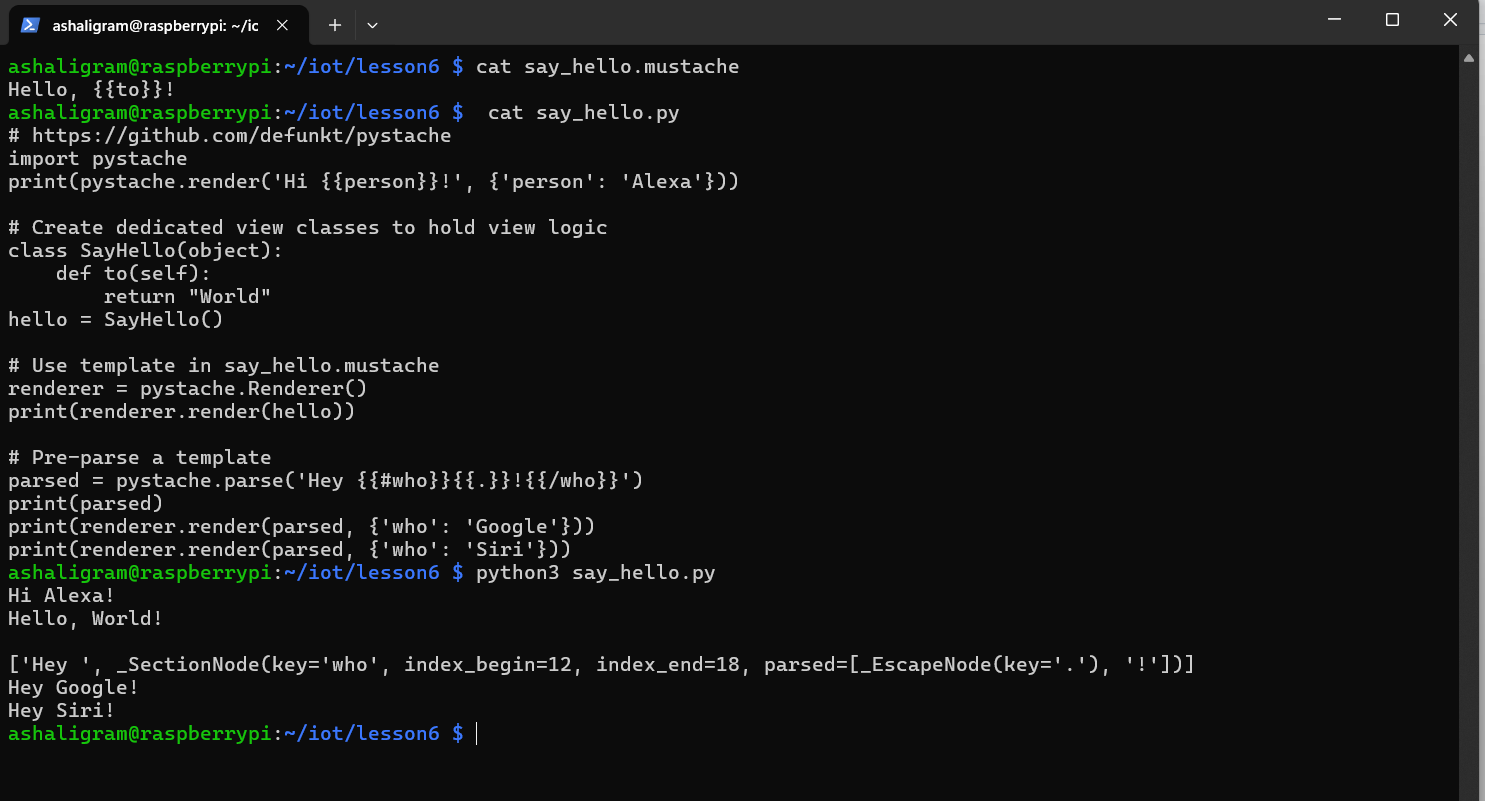 ashaligram@raspberrypi: ~/ic
ashaligram@raspberrypi:~/iot/lesson6 $ cat say_hello.mustache
Hello, {{to}}!
ashaligram@raspberrypi:~/iot/lesson6 $  cat say_hello.py
# https://github.com/defunkt/pystache
import pystache
print(pystache.render('Hi {{person}}!', {'person': 'Alexa'}))

# Create dedicated view classes to hold view logic
class SayHello(object):
    def to(self):
        return "World"
hello = SayHello()

# Use template in say_hello.mustache
renderer = pystache.Renderer()
print(renderer.render(hello))

# Pre-parse a template
parsed = pystache.parse('Hey {{#who}}{{.}}!{{/who}}')
print(parsed)
print(renderer.render(parsed, {'who': 'Google'}))
print(renderer.render(parsed, {'who': 'Siri'}))
ashaligram@raspberrypi:~/iot/lesson6 $ python3 say_hello.py
Hi Alexa!
Hello, World!

['Hey ', _SectionNode(key='who', index_begin=12, index_end=18, parsed=[_EscapeNode(key='.'), '!'])]
Hey Google!
Hey Siri!
ashaligram@raspberrypi:~/iot/lesson6 $